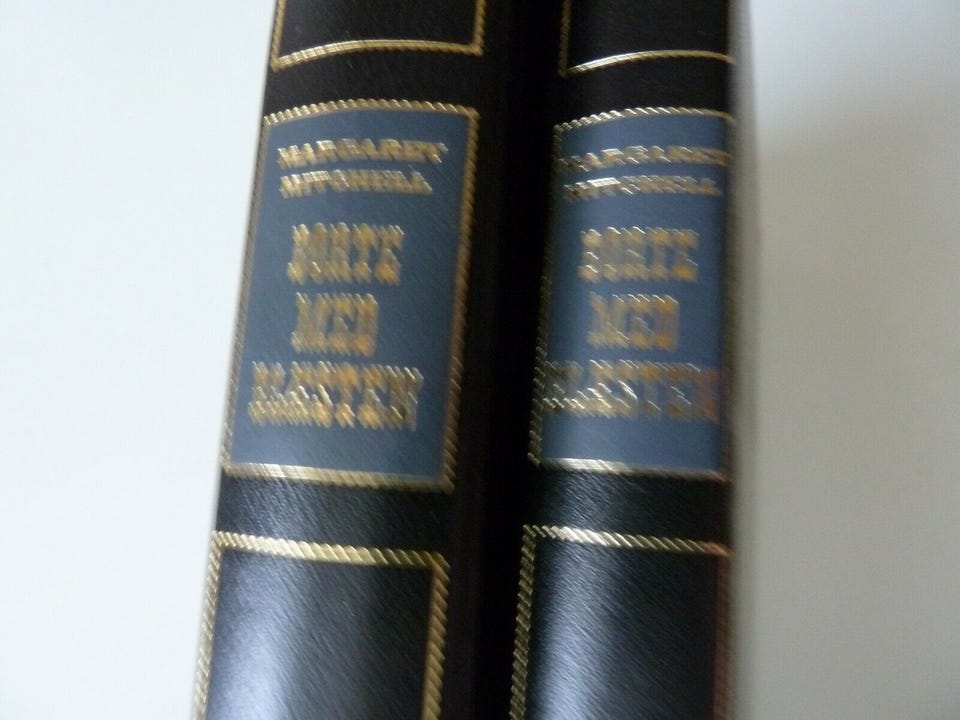 MARGARET
MITCHELL
BORTE
MED
BLÆSTEN
MARGARET
MITCHELL
BORTE
MED
BLÆSTEN